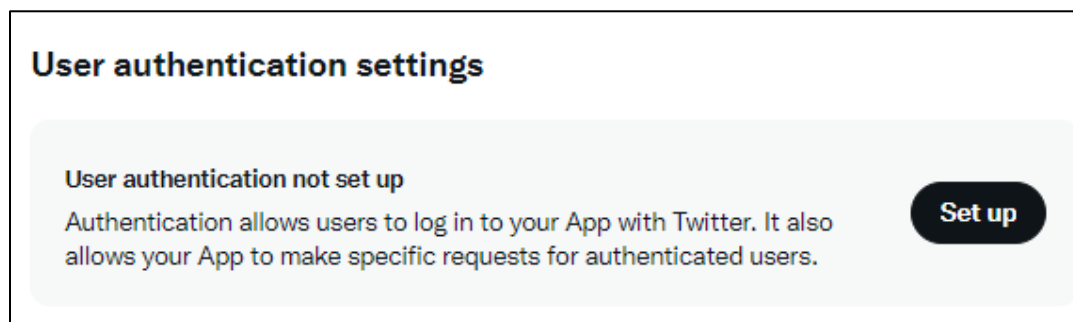 User authentication settings
User authentication not set up
Authentication allows users to log in to your App with Twitter. It also
allows your App to make specific requests for authenticated users.
Set up